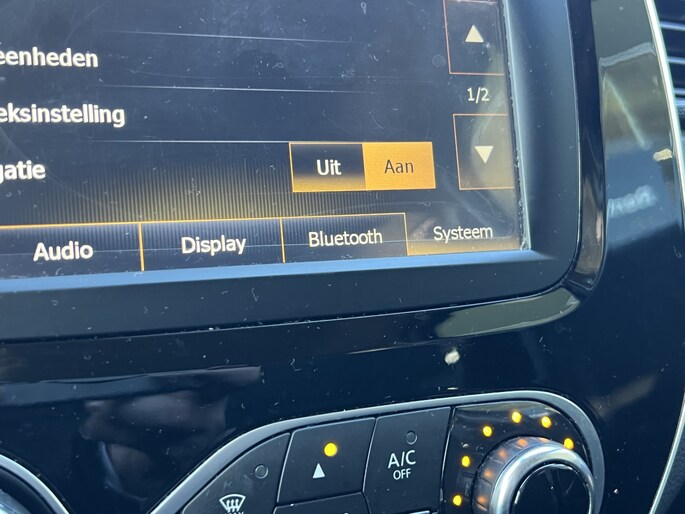 eenheden
eksinstelling
1/2
gatie
Uit Aan
Audio Display Bluetooth Systeem
A/C
OFF